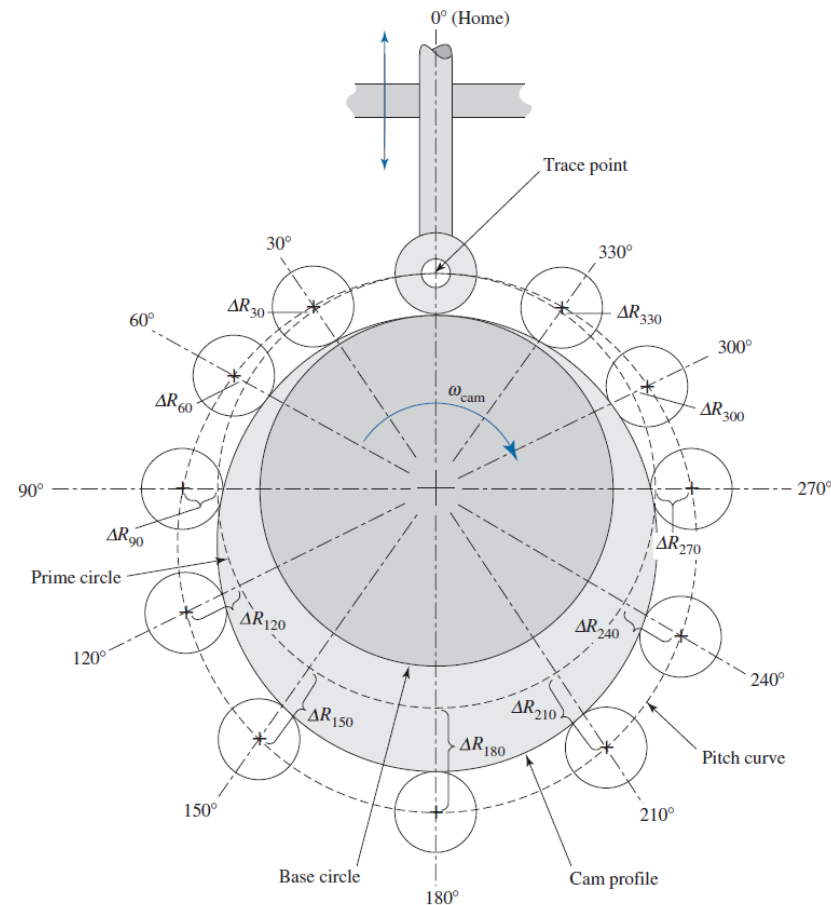 0° (Home)
Trace point
30°
330°
ΔR30
ΔR330
60°
300°
ωcam
ΔR60
ΔR300
90°
270°
ΔR90
ΔR270
Prime circle
ΔR120
ΔR240
120°
240°
ΔR150
ΔR210
ΔR180
Pitch curve
150°
210°
Base circle
Cam profile
180°